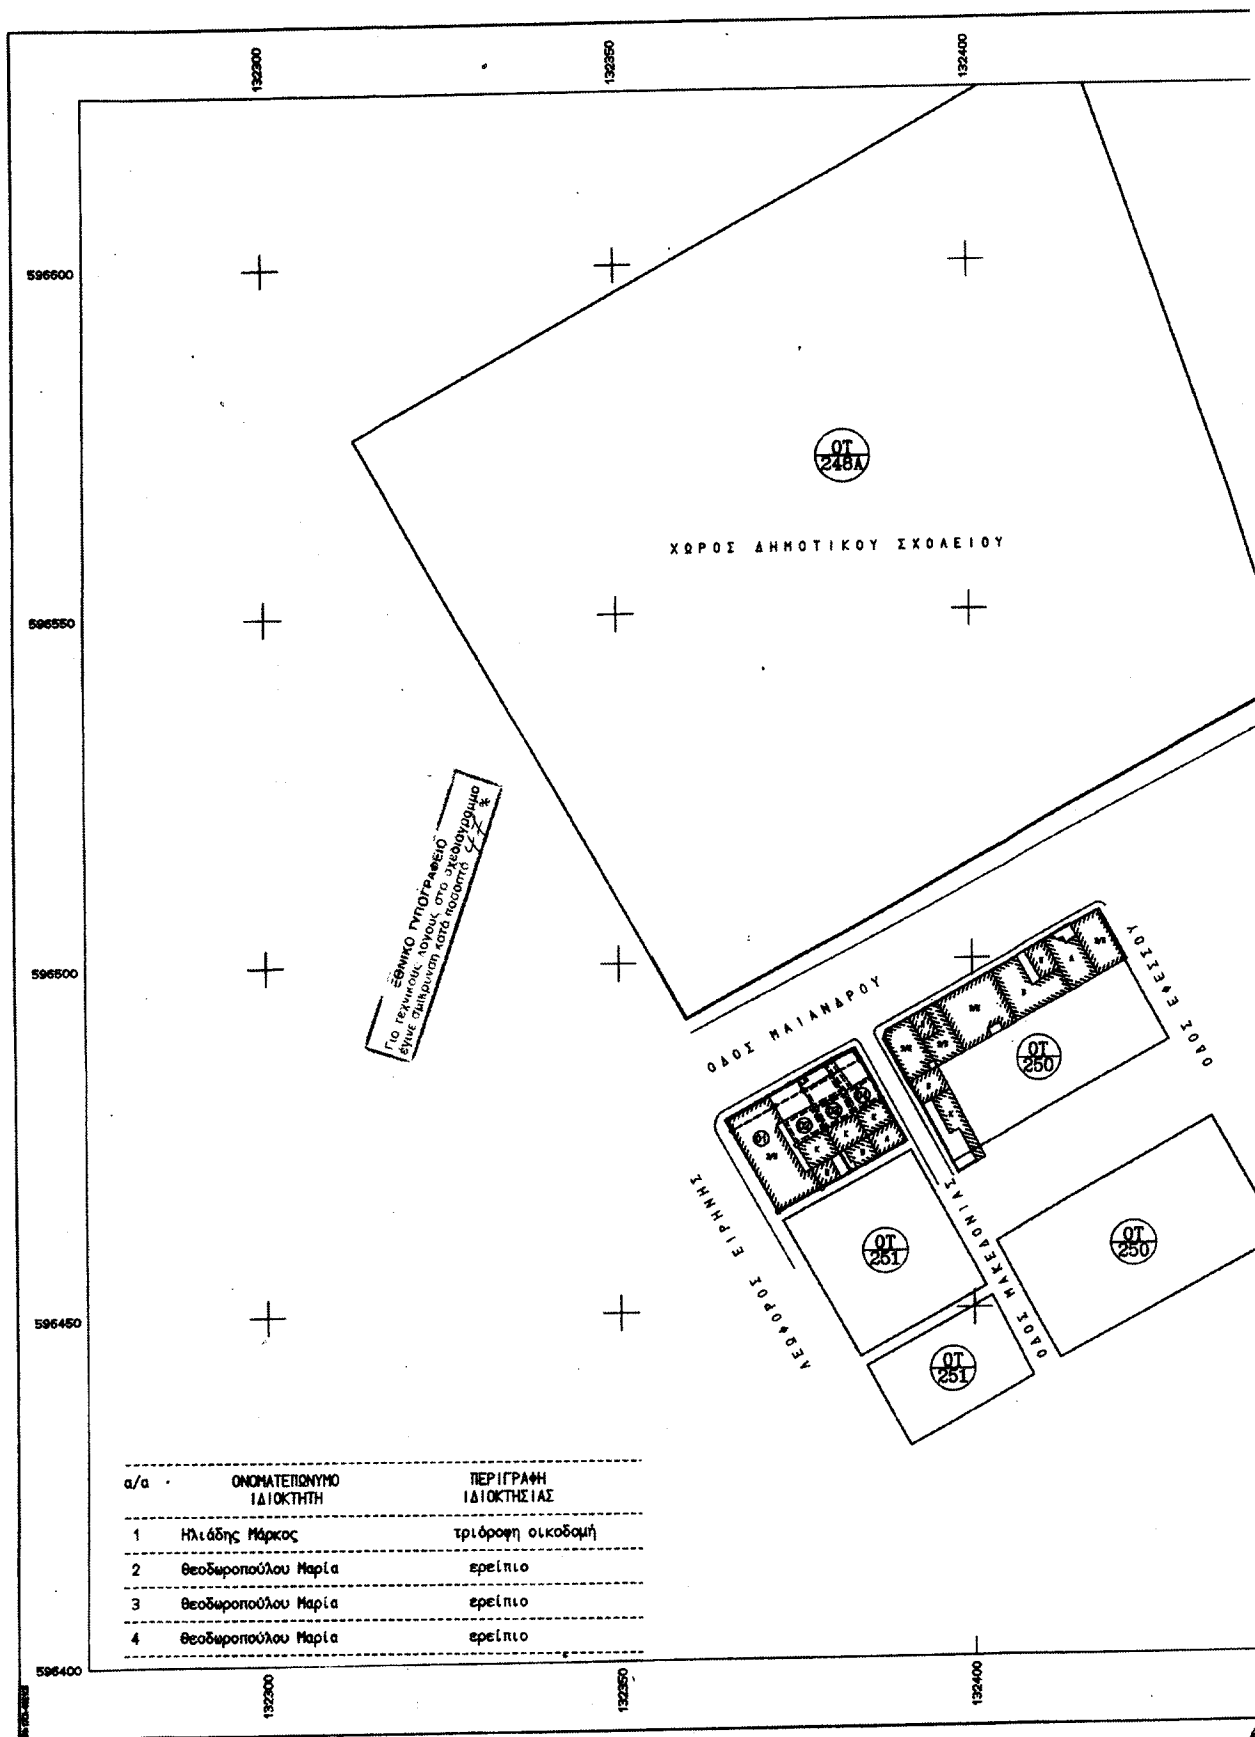 132300
132350
132400
596600
ΟΤ
248Α
ΧΩΡΟΣ ΔΗΜΟΤΙΚΟΥ ΣΧΟΛΕΙΟΥ
596550
ΕΘΝΙΚΟ ΤΥΠΟΓΡΑΦΕΙΟ
Για τεχνικούς λόγους στο σχεδιάγραμμα
έγινε σμίκρυνση κατά ποσοστό 47 *
596500
ΟΔΟΣ ΜΑΙΑΝΔΡΟΥ
ΟΔΟΣ ΕΦΕΣΣΟΥ
ΟΤ
250
ΛΕΩΦΟΡΟΣ ΕΙΡΗΝΗΣ
ΟΔΟΣ ΜΑΚΕΔΟΝΙΑΣ
ΟΤ
251
ΟΤ
250
596450
ΟΤ
251
α/α ΟΝΟΜΑΤΕΠΩΝΥΜΟ ΠΕΡΙΓΡΑΦΗ
ΙΔΙΟΚΤΗΤΗ ΙΔΙΟΚΤΗΣΙΑΣ
1 Ηλιάδης Μάρκος τριόροφη οικοδομή
2 Θεοδωροπούλου Μαρία ερείπιο
3 Θεοδωροπούλου Μαρία ερείπιο
4 Θεοδωροπούλου Μαρία ερείπιο
596400
132300
132350
132400